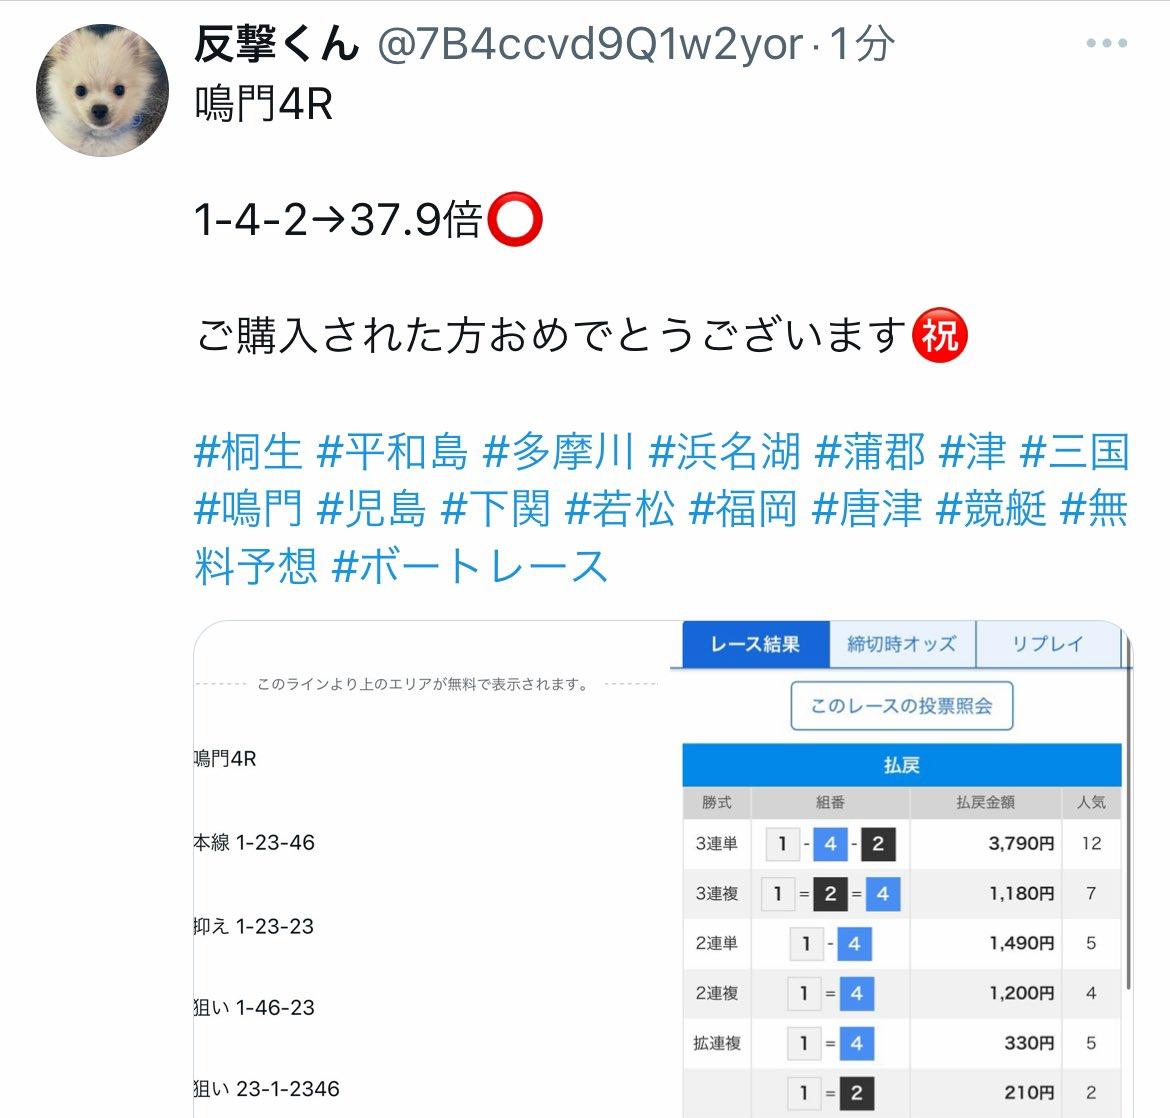 反撃くん @7B4ccvd9Q1w2yor·1分
鳴門4R
1-4-2→37.9倍⭕
ご購入された方おめでとうございます㊗
#桐生 #平和島 #多摩川 #浜名湖 #蒲郡 #津 #三国
#鳴門 #児島 #下関 #若松 #福岡 #唐津 #競艇 #無
料予想 #ボートレース
このラインより上のエリアが無料で表示されます。
鳴門4R
本線 1-23-46
抑え 1-23-23
狙い 1-46-23
狙い 23-1-2346
レース結果 締切時オッズ リプレイ
このレースの投票照会
払戻
勝式 組番 払戻金額 人気
3連単 1-4-2 3,790円 12
3連複 1=2=4 1,180円 7
2連単 1-4 1,490円 5
2連複 1=4 1,200円 4
拡連複 1=4 330円 5
1=2 210円 2